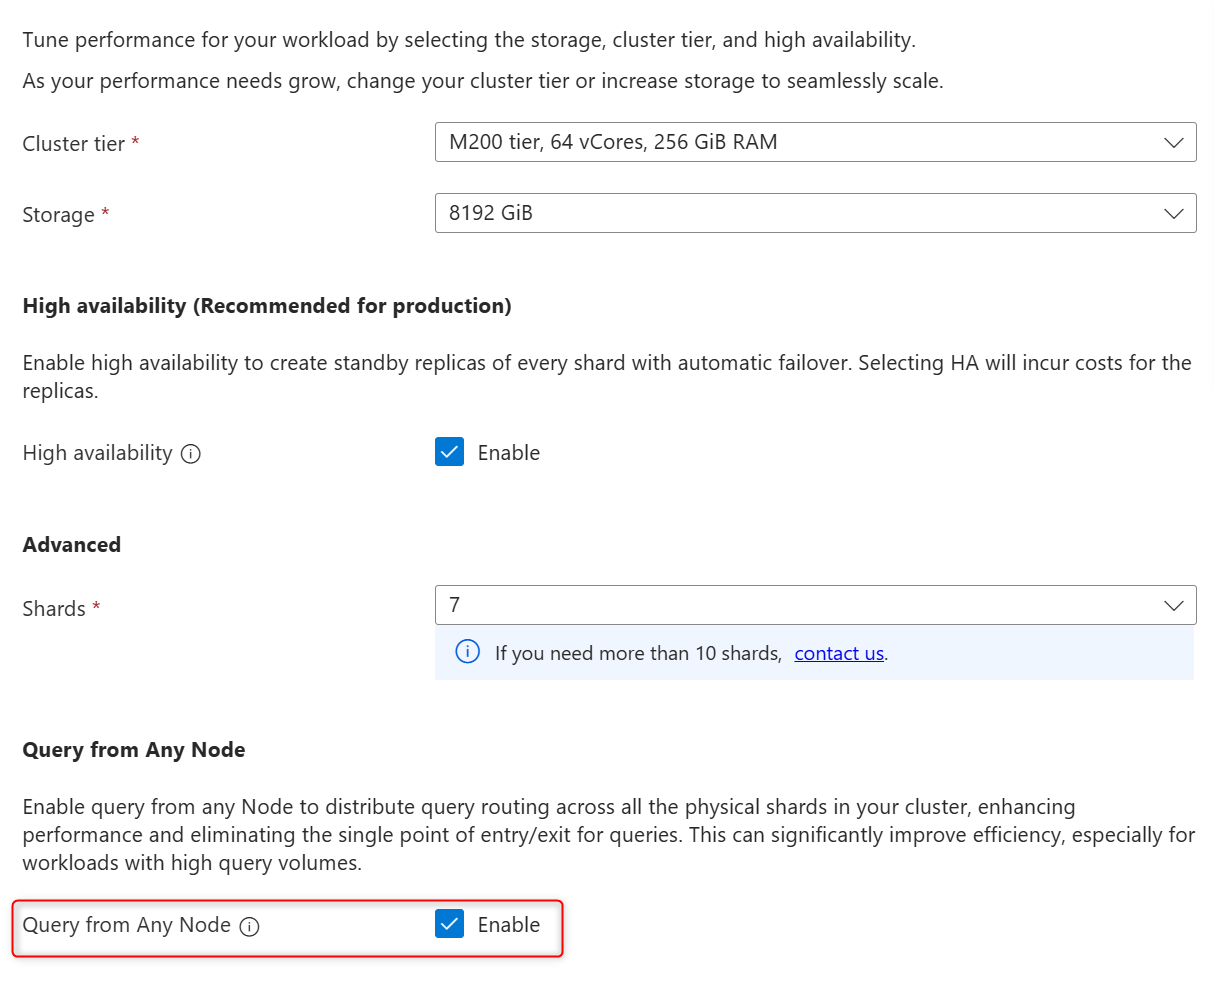 Tune performance for your workload by selecting the storage, cluster tier, and high availability.
As your performance needs grow, change your cluster tier or increase storage to seamlessly scale.
Cluster tier *
M200 tier, 64 vCores, 256 GiB RAM
Storage *
8192 GiB
High availability (Recommended for production)
Enable high availability to create standby replicas of every shard with automatic failover. Selecting HA will incur costs for the
replicas.
High availability
Enable
Advanced
Shards *
7
If you need more than 10 shards, contact us.
Query from Any Node
Enable query from any Node to distribute query routing across all the physical shards in your cluster, enhancing
performance and eliminating the single point of entry/exit for queries. This can significantly improve efficiency, especially for
workloads with high query volumes.
Query from Any Node
Enable